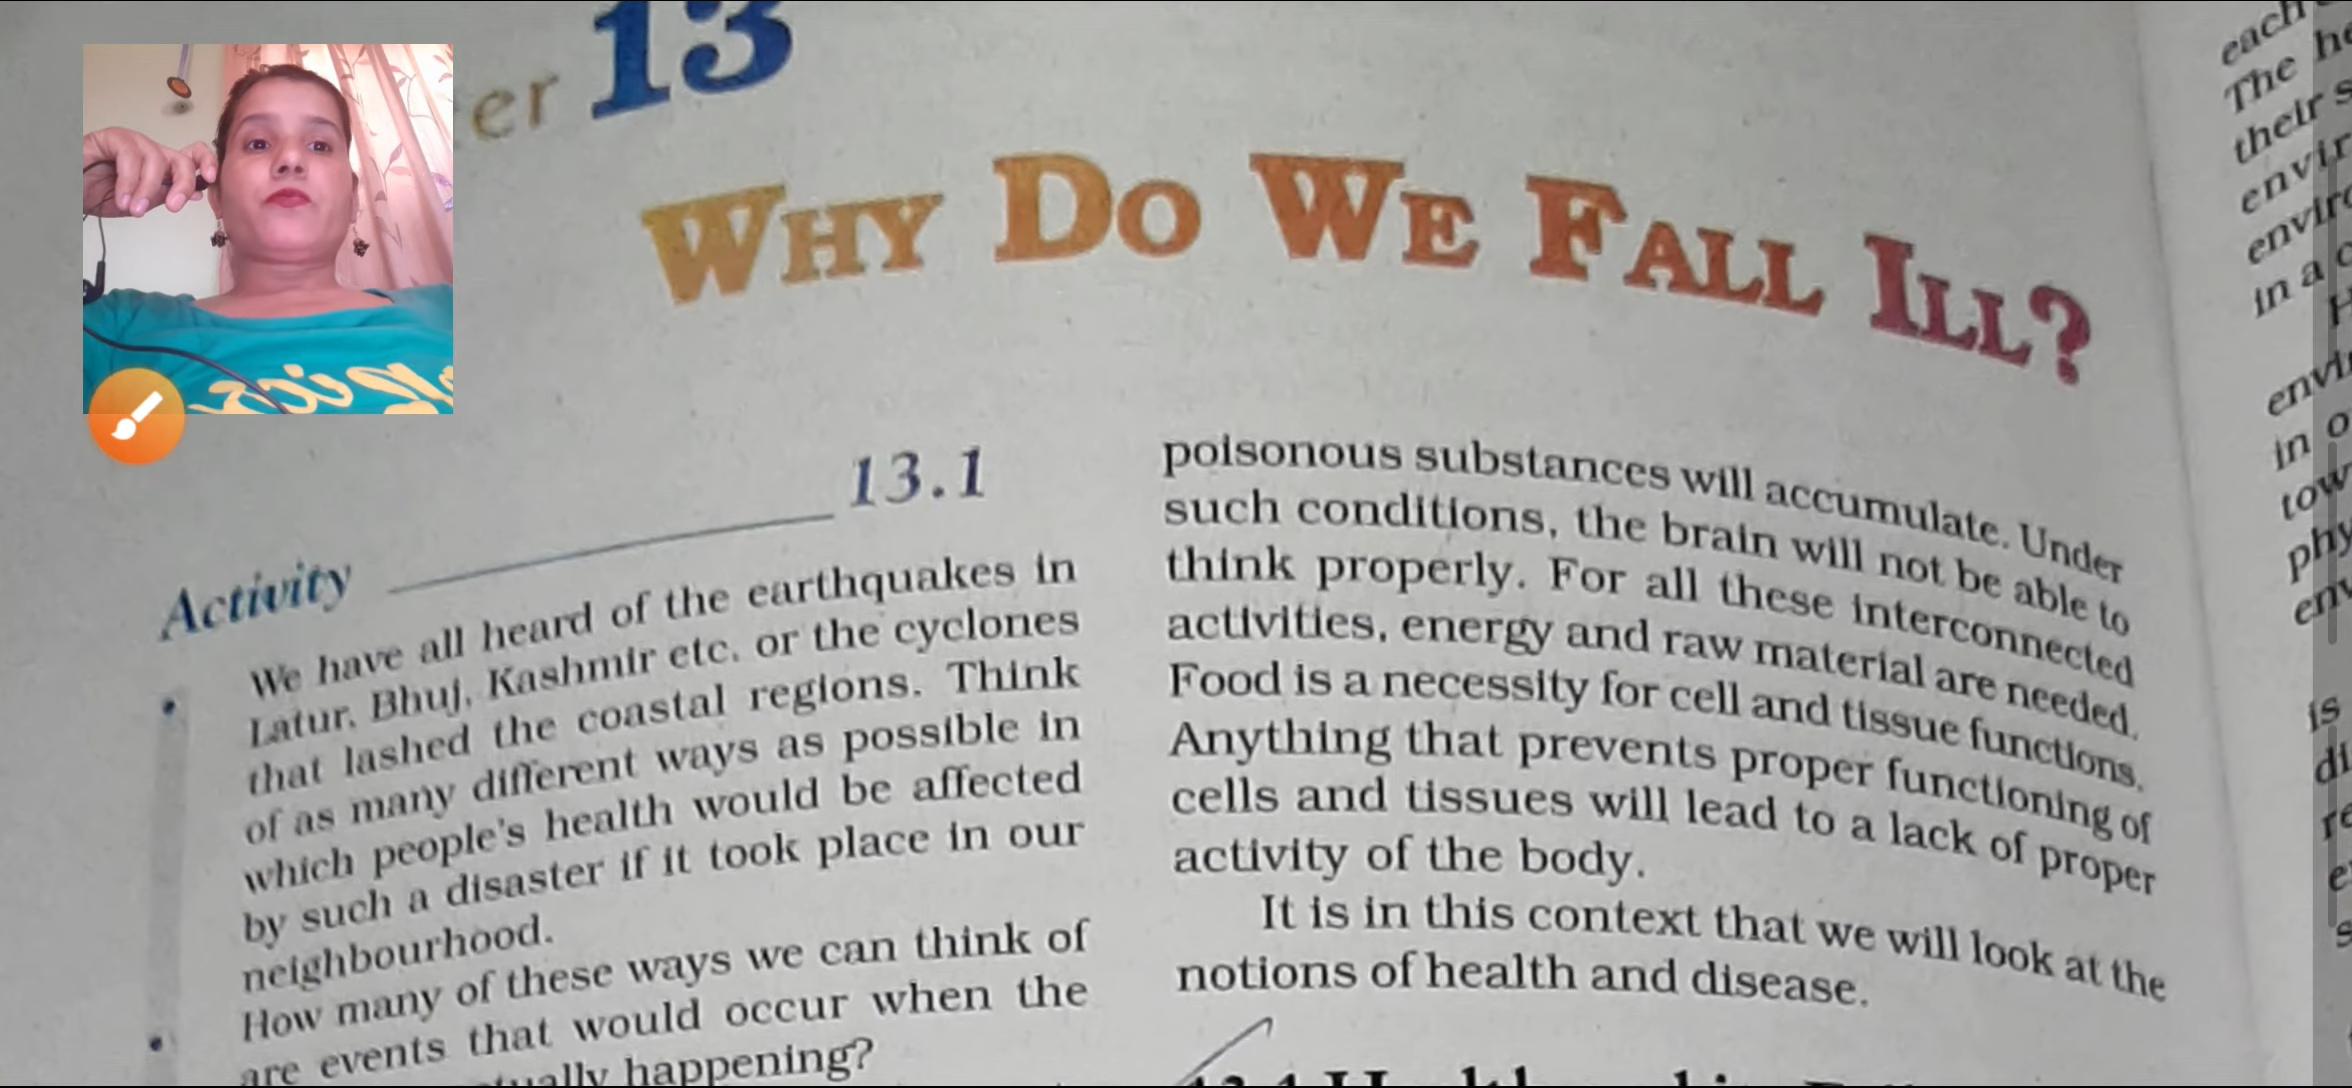 er 13
WHY DO WE FALL ILL?
Activity 13.1
• We have all heard of the earthquakes in
Latur, Bhuj, Kashmir etc. or the cyclones
that lashed the coastal regions. Think
of as many different ways as possible in
which people's health would be affected
by such a disaster if it took place in our
neighbourhood.
• How many of these ways we can think of
are events that would occur when the
happening?
poisonous substances will accumulate. Under
such conditions, the brain will not be able to
think properly. For all these interconnected
activities, energy and raw material are needed.
Food is a necessity for cell and tissue functions.
Anything that prevents proper functioning of
cells and tissues will lead to a lack of proper
activity of the body.
It is in this context that we will look at the
notions of health and disease.
each
The
their
in a
in
is